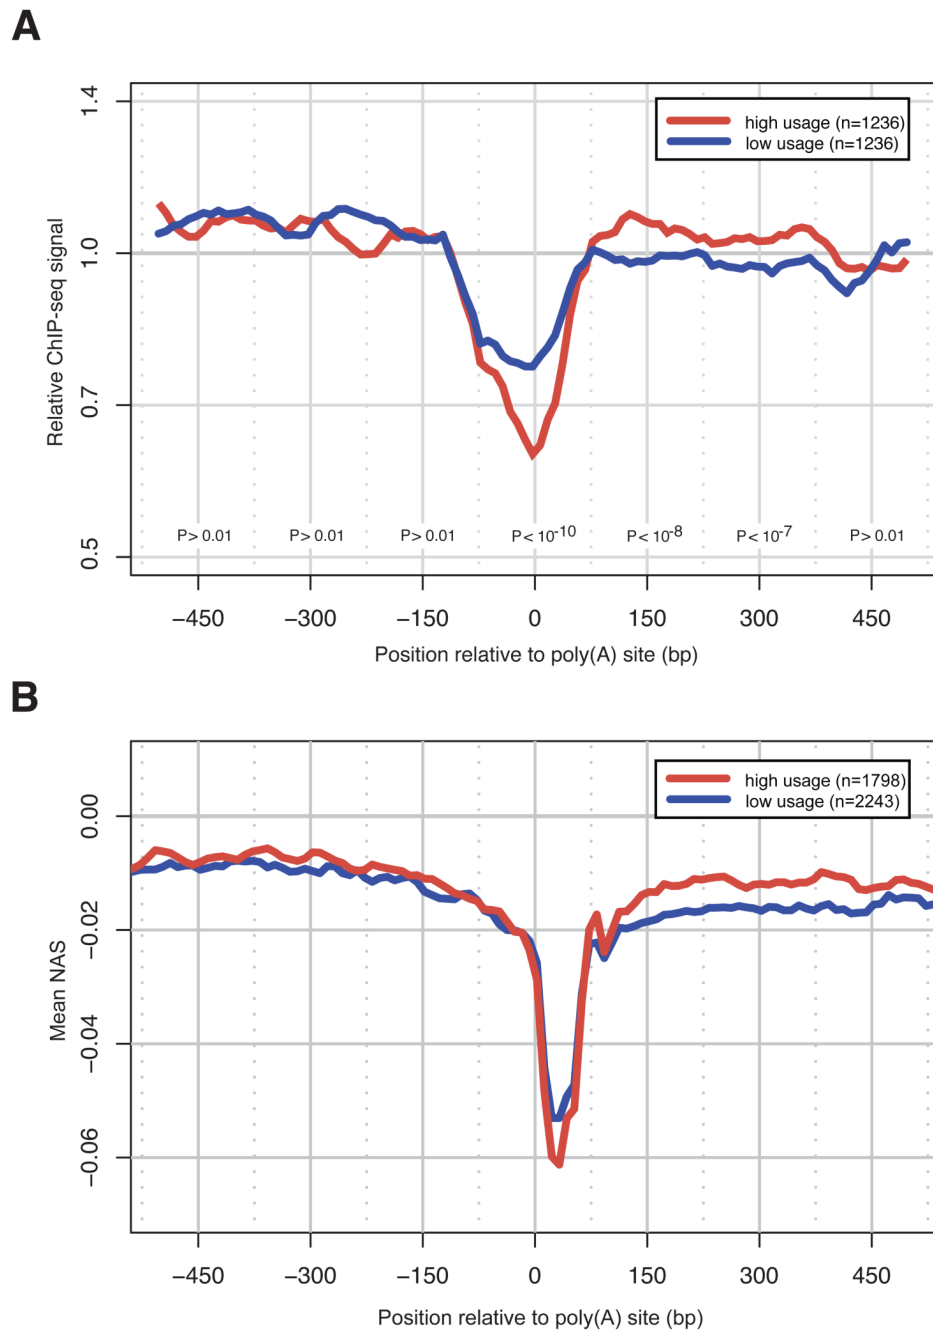 A
1.4
1.0
0.7
0.5
Relative ChIP-seq signal
high usage (n=1236)
low usage (n=1236)
P> 0.01 P> 0.01 P> 0.01 P< 10^-10 P< 10^-8 P< 10^-7 P> 0.01
−450 −300 −150 0 150 300 450
Position relative to poly(A) site (bp)
B
0.00
−0.02
−0.04
−0.06
Mean NAS
high usage (n=1798)
low usage (n=2243)
−450 −300 −150 0 150 300 450
Position relative to poly(A) site (bp)